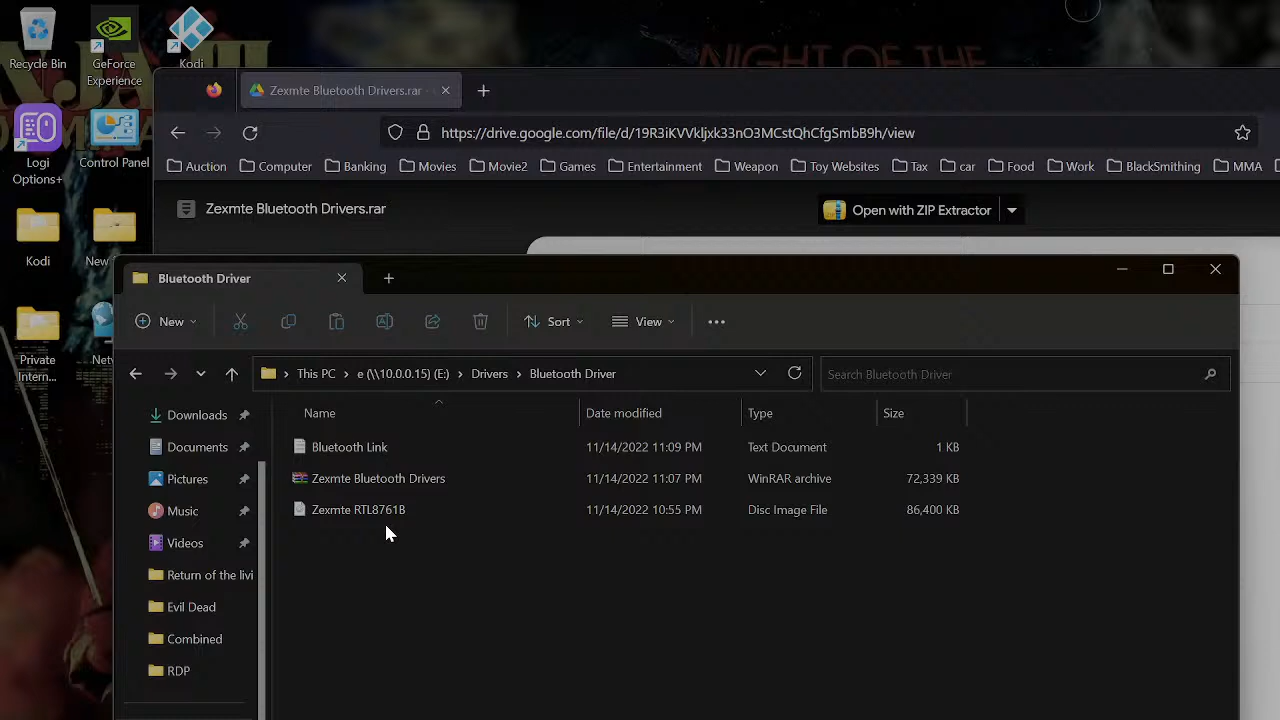 NIGHT OF THE
Recycle Bin
GeForce Experience
Kodi
Zexmte Bluetooth Drivers.rar
Logi Options+
Control Panel
https://drive.google.com/file/d/19R3iKVVkljxk33nO3MCstQhCfqSmbB9h/view
Auction Computer Banking Movies Movie2 Games Entertainment Weapon Toy Websites Tax car Food Work BlackSmithing MMA
Zexmte Bluetooth Drivers.rar
Open with ZIP Extractor
Kodi
New
Bluetooth Driver
New Sort View
Private Intern...
Net
This PC > e (\\10.0.0.15) (E:) > Drivers > Bluetooth Driver
Search Bluetooth Driver
Downloads
Documents
Pictures
Music
Videos
Return of the livi
Evil Dead
Combined
RDP
Name Date modified Type Size
Bluetooth Link 11/14/2022 11:09 PM Text Document 1 KB
Zexmte Bluetooth Drivers 11/14/2022 11:07 PM WinRAR archive 72,339 KB
Zexmte RTL8761B 11/14/2022 10:55 PM Disc Image File 86,400 KB